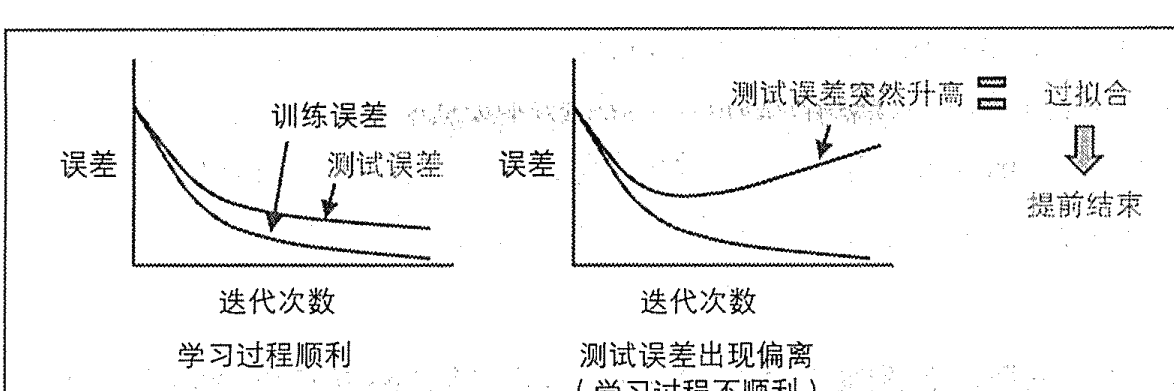 训练误差
测试误差
误差
迭代次数
学习过程顺利
测试误差突然升高 = 过拟合
提前结束
误差
迭代次数
测试误差出现偏离
(学习过程不顺利)